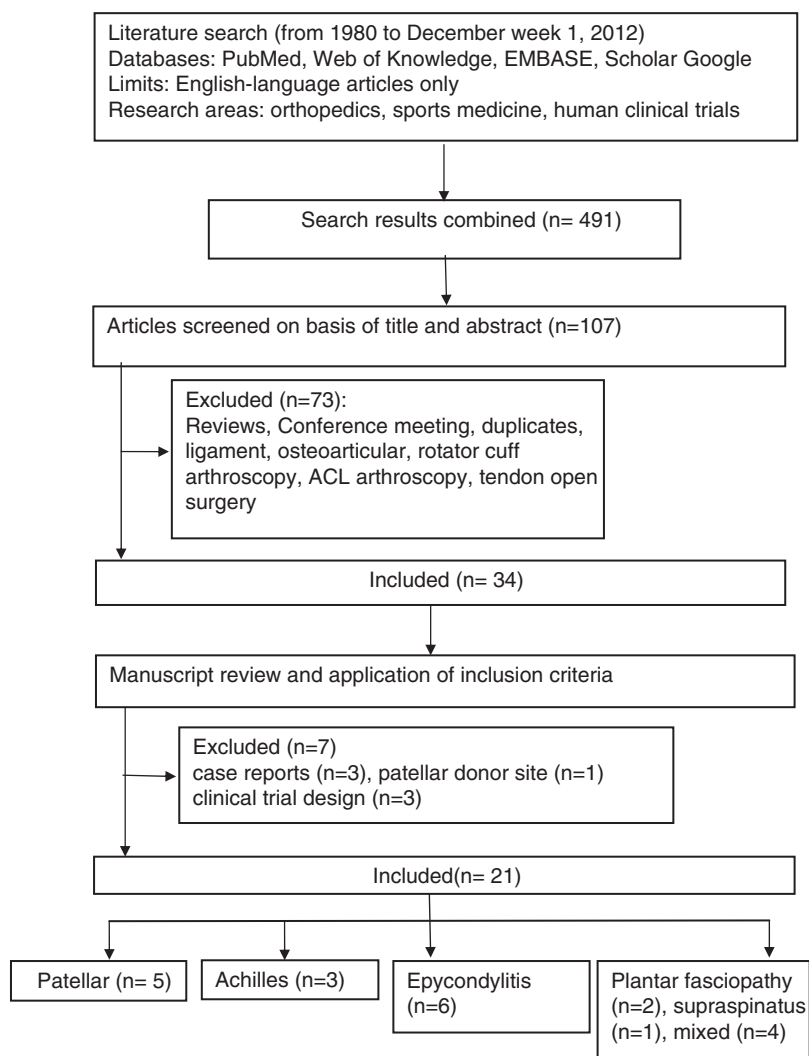 Literature search (from 1980 to December week 1, 2012)
Databases: PubMed, Web of Knowledge, EMBASE, Scholar Google
Limits: English-language articles only
Research areas: orthopedics, sports medicine, human clinical trials
Search results combined (n= 491)
Articles screened on basis of title and abstract (n=107)
Excluded (n=73):
Reviews, Conference meeting, duplicates,
ligament, osteoarticular, rotator cuff
arthroscopy, ACL arthroscopy, tendon open
surgery
Included (n= 34)
Manuscript review and application of inclusion criteria
Excluded (n=7)
case reports (n=3), patellar donor site (n=1)
clinical trial design (n=3)
Included(n= 21)
Patellar (n= 5)
Achilles (n=3)
Epycondylitis
(n=6)
Plantar fasciopathy
(n=2), supraspinatus
(n=1), mixed (n=4)